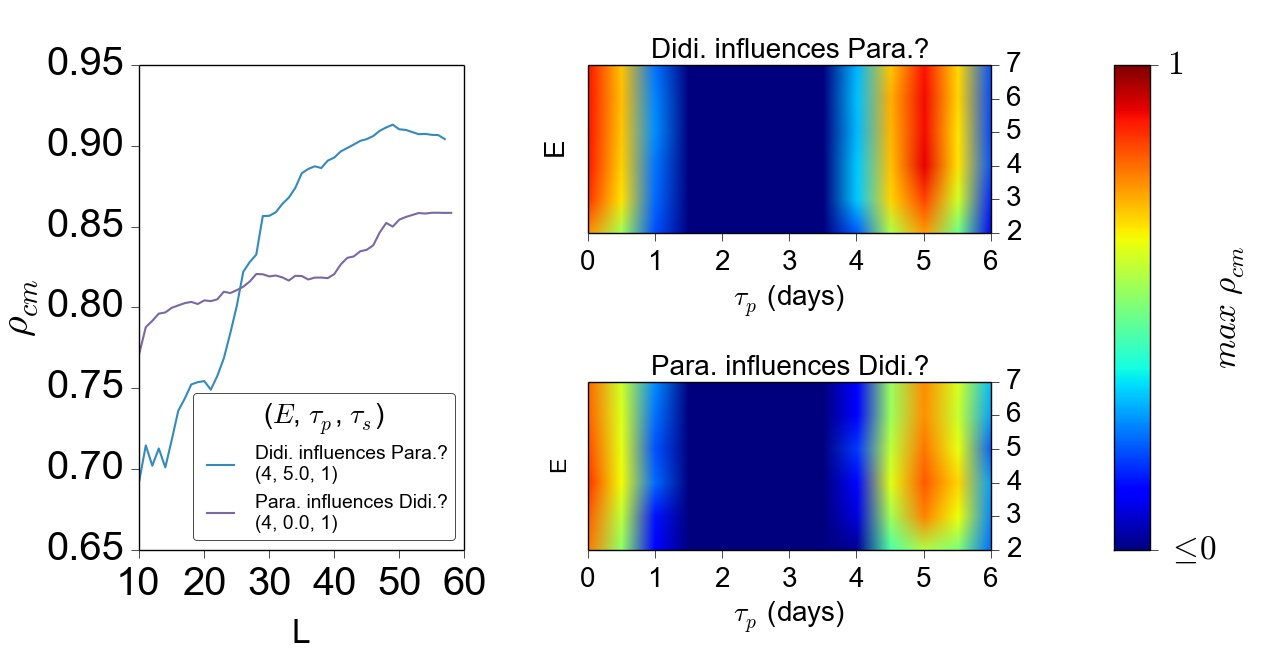 0.95
0.90
0.85
0.80
0.75
0.70
0.65
ρcm
10 20 30 40 50 60
L
(E, τp, τs)
Didi. influences Para.?
(4, 5.0, 1)
Para. influences Didi.?
(4, 0.0, 1)
Didi. influences Para.?
E
7
6
5
4
3
2
0 1 2 3 4 5 6
τp (days)
Para. influences Didi.?
E
7
6
5
4
3
2
0 1 2 3 4 5 6
τp (days)
1
≤0
max ρcm